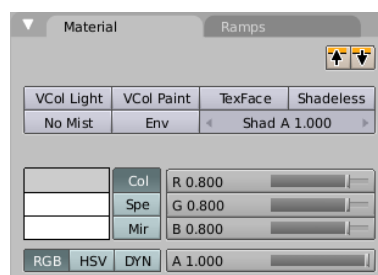 Material Ramps
VCol Light VCol Paint TexFace Shadeless
No Mist Env Shad A 1.000
Col R 0.800
Spe G 0.800
Mir B 0.800
RGB HSV DYN A 1.000